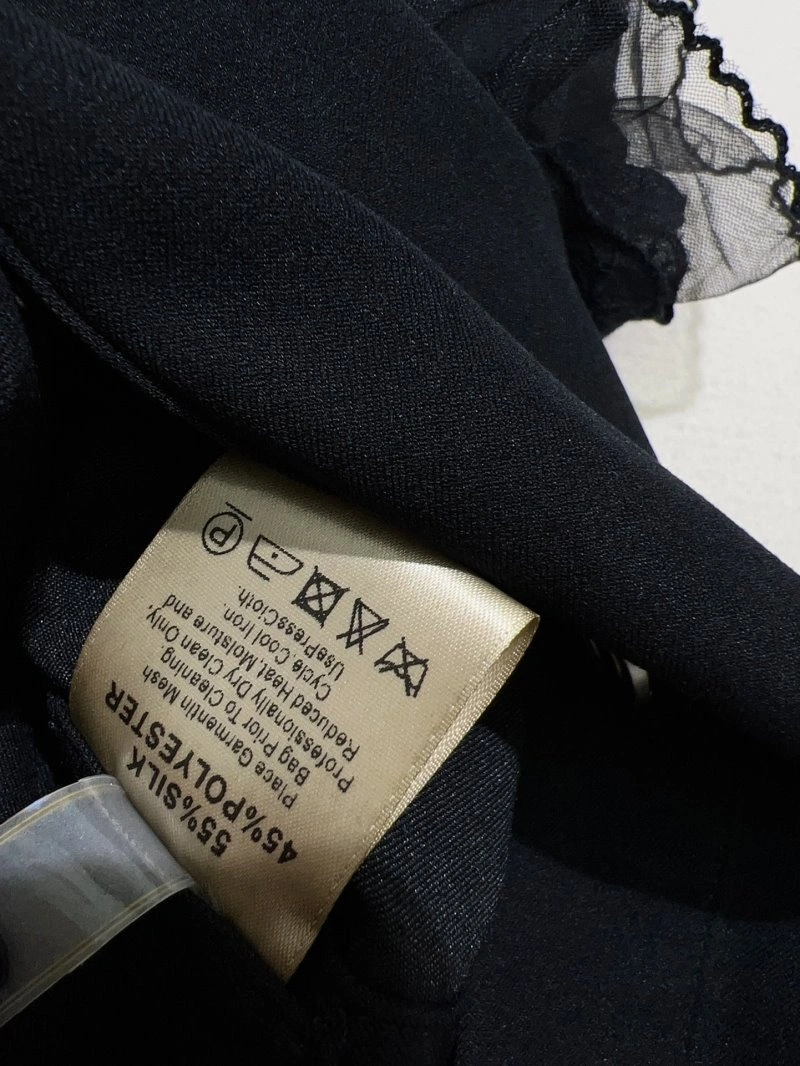 55%SILK
45%POLYESTER
Place Garmentin Mesh
Bag Prior To Cleaning.
Professionally Dry Clean Only,
Reduced Heat,Moisture and
Cycle.Cool Iron.
UsePressCloth.
P